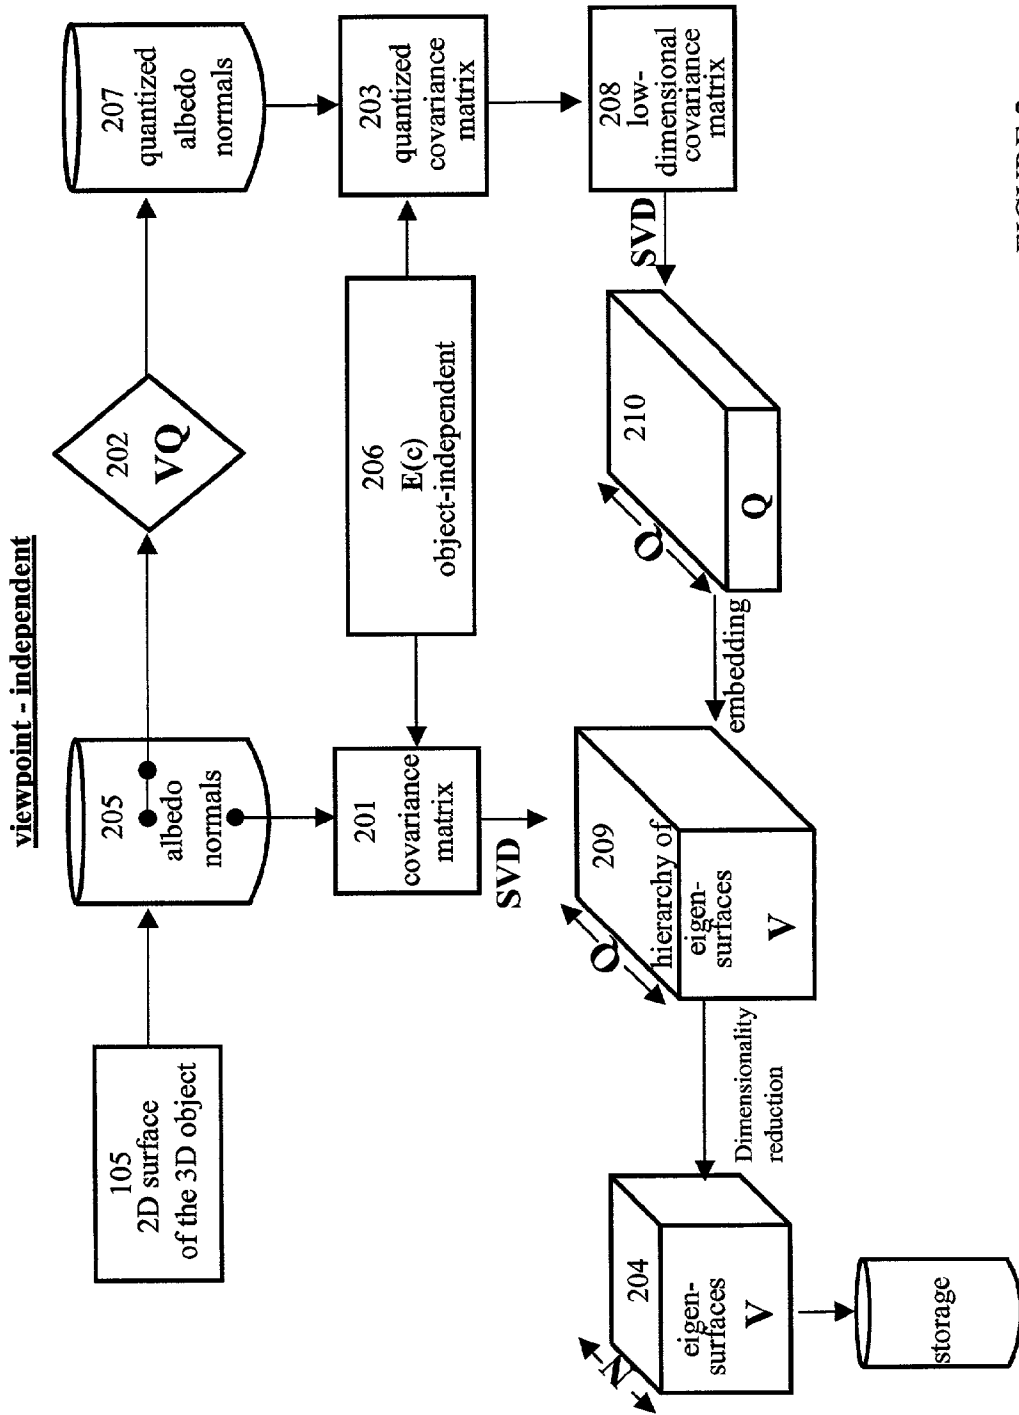 viewpoint - independent
105
2D surface
of the 3D object
205
albedo
normals
202
VQ
207
quantized
albedo
normals
201
covariance
matrix
206
E(c)
object-independent
203
quantized
covariance
matrix
SVD
208
low-
dimensional
covariance
matrix
SVD
204
eigen-
surfaces
V
N
Dimensionality
reduction
209
hierarchy of
eigen-
surfaces
V
Q
embedding
210
Q
Q
storage